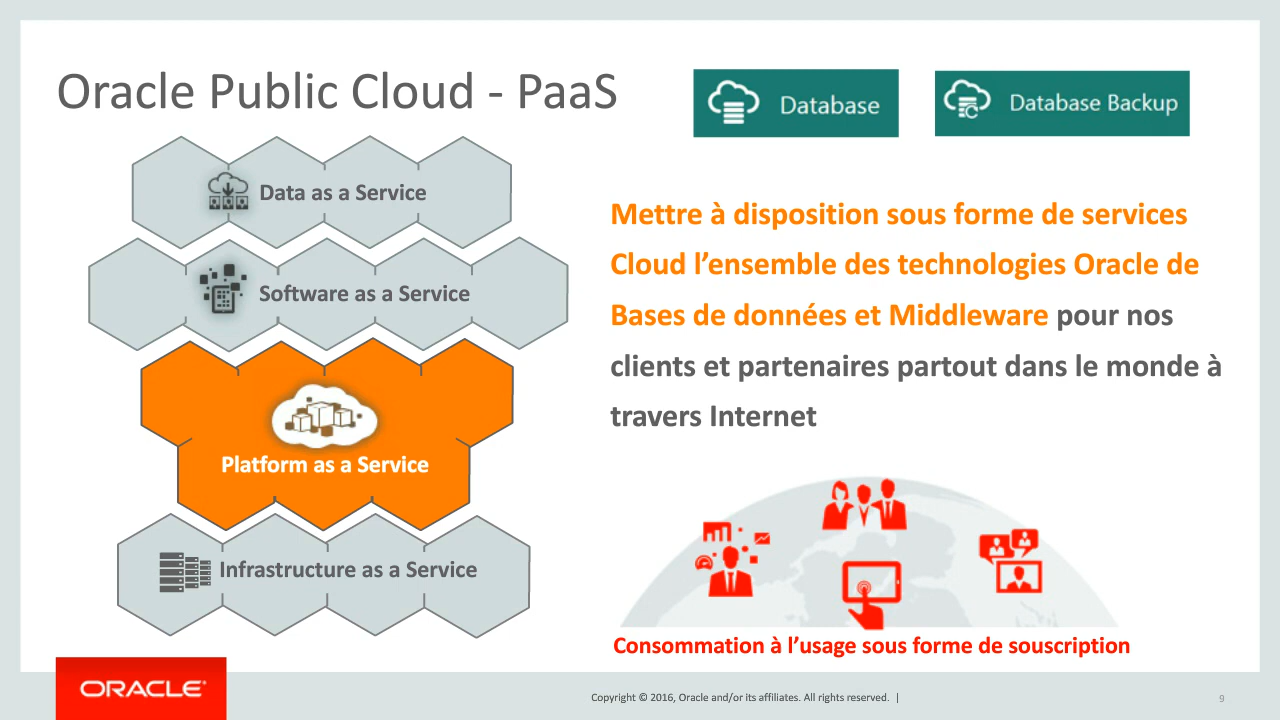 Oracle Public Cloud - PaaS
Database
Database Backup
Data as a Service
Software as a Service
Platform as a Service
Infrastructure as a Service
Mettre à disposition sous forme de services
Cloud l’ensemble des technologies Oracle de
Bases de données et Middleware pour nos
clients et partenaires partout dans le monde à
travers Internet
Consommation à l’usage sous forme de souscription
ORACLE®
Copyright © 2016, Oracle and/or its affiliates. All rights reserved. |
9